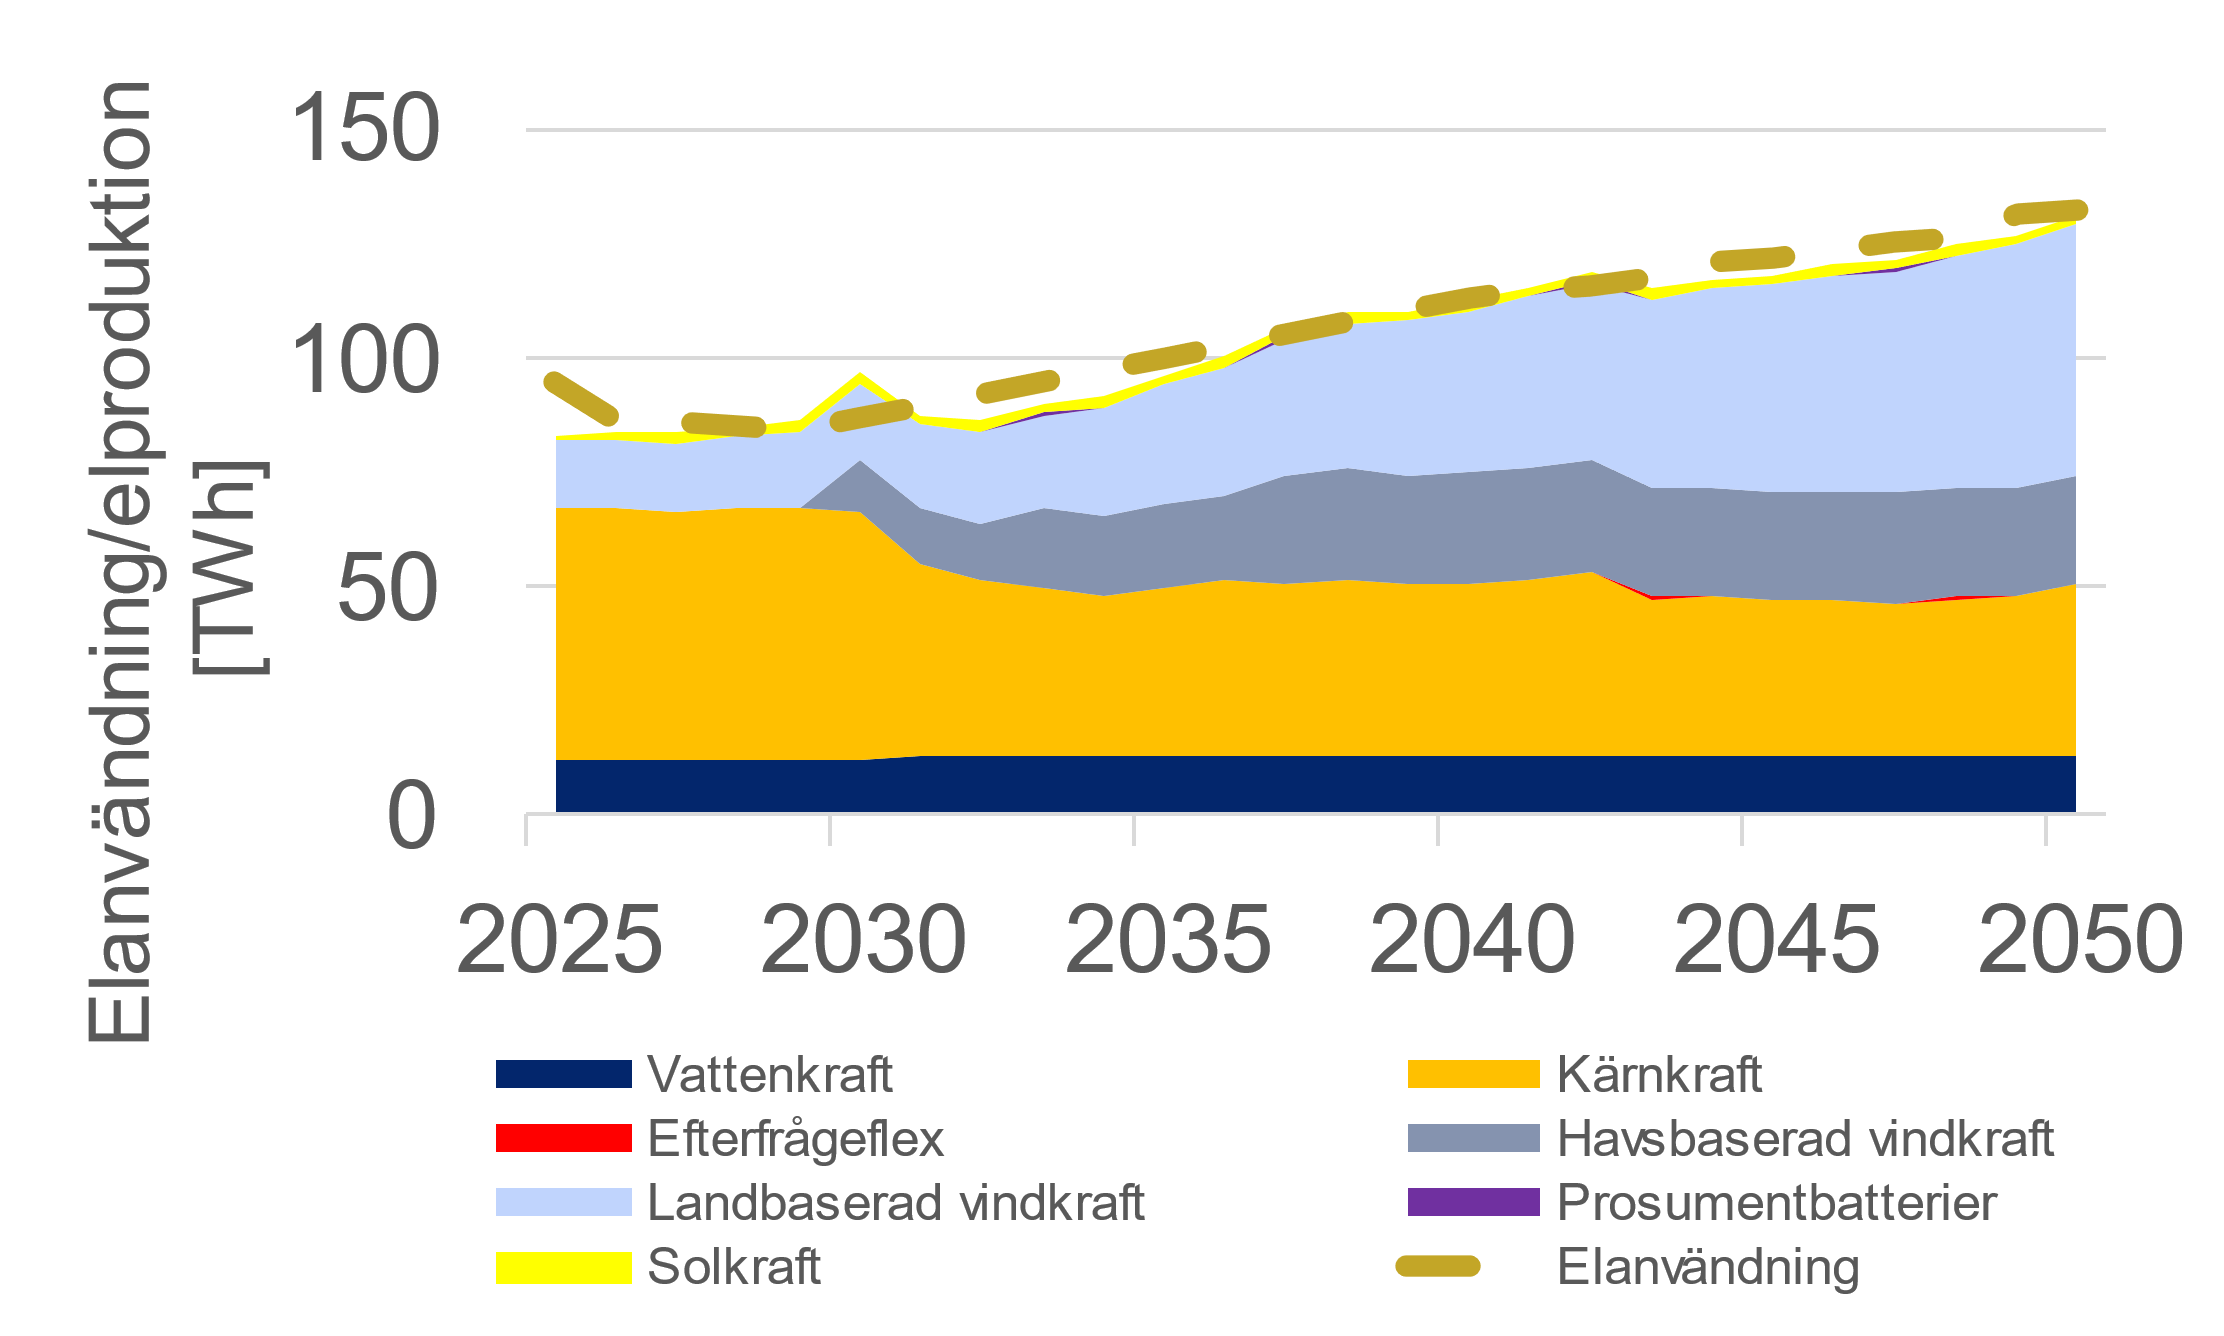 Elanvändning/elproduktion
[TWh]
150
100
50
0
2025 2030 2035 2040 2045 2050
Vattenkraft Kärnkraft
Efterfrågeflex Havsbaserad vindkraft
Landbaserad vindkraft Prosumentbatterier
Solkraft Elanvändning